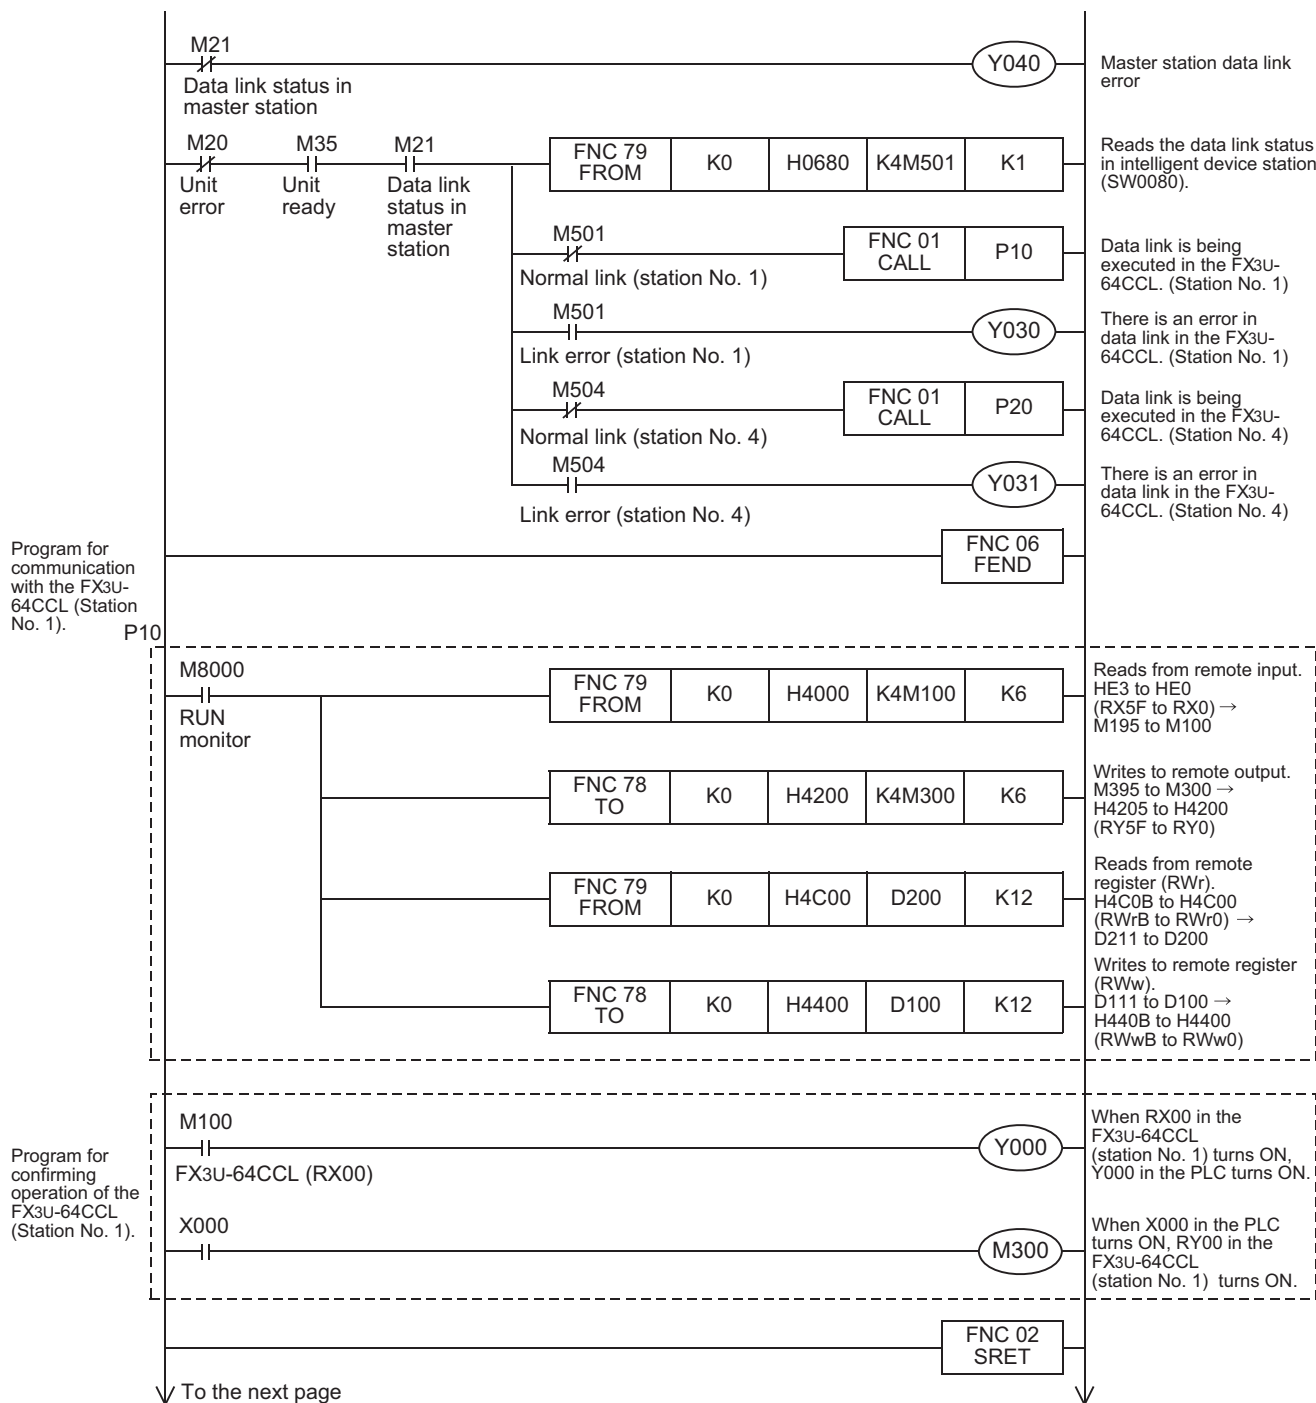 M21
Y040
Data link status in
master station
Master station data link
error
M20
M35
M21
Unit
error
Unit
ready
Data link
status in
master
station
FNC 79
FROM
K0
H0680
K4M501
K1
Reads the data link status
in intelligent device station
(SW0080).
M501
Normal link (station No. 1)
FNC 01
CALL
P10
Data link is being
executed in the FX3U-
64CCL. (Station No. 1)
M501
Link error (station No. 1)
Y030
There is an error in
data link in the FX3U-
64CCL. (Station No. 1)
M504
Normal link (station No. 4)
FNC 01
CALL
P20
Data link is being
executed in the FX3U-
64CCL. (Station No. 4)
M504
Link error (station No. 4)
Y031
There is an error in
data link in the FX3U-
64CCL. (Station No. 4)
FNC 06
FEND
Program for
communication
with the FX3U-
64CCL (Station
No. 1).
P10
M8000
RUN
monitor
FNC 79
FROM
K0
H4000
K4M100
K6
Reads from remote input.
HE3 to HE0
(RX5F to RX0) →
M195 to M100
FNC 78
TO
K0
H4200
K4M300
K6
Writes to remote output.
M395 to M300 →
H4205 to H4200
(RY5F to RY0)
FNC 79
FROM
K0
H4C00
D200
K12
Reads from remote
register (RWr).
H4C0B to H4C00
(RWrB to RWr0) →
D211 to D200
FNC 78
TO
K0
H4400
D100
K12
Writes to remote register
(RWw).
D111 to D100 →
H440B to H4400
(RWwB to RWw0)
Program for
confirming
operation of the
FX3U-64CCL
(Station No. 1).
M100
FX3U-64CCL (RX00)
Y000
When RX00 in the
FX3U-64CCL
(station No. 1) turns ON,
Y000 in the PLC turns ON.
X000
M300
When X000 in the PLC
turns ON, RY00 in the
FX3U-64CCL
(station No. 1) turns ON.
FNC 02
SRET
To the next page